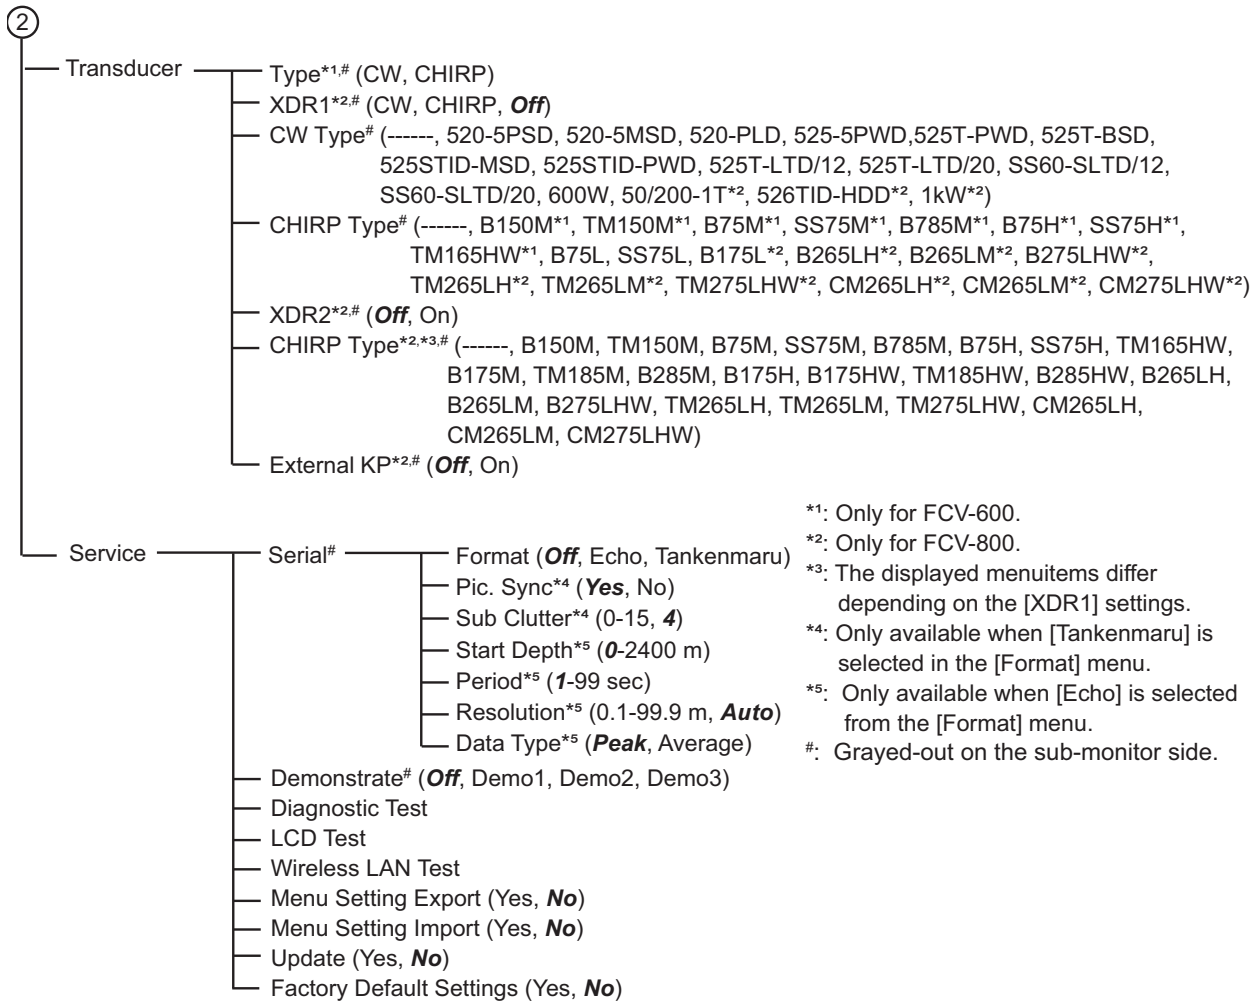 2
Transducer
Type*¹,# (CW, CHIRP)
XDR1*²,# (CW, CHIRP, Off)
CW Type# (------, 520-5PSD, 520-5MSD, 520-PLD, 525-5PWD,525T-PWD, 525T-BSD,
525STID-MSD, 525STID-PWD, 525T-LTD/12, 525T-LTD/20, SS60-SLTD/12,
SS60-SLTD/20, 600W, 50/200-1T*², 526TID-HDD*², 1kW*²)
CHIRP Type# (------, B150M*¹, TM150M*¹, B75M*¹, SS75M*¹, B785M*¹, B75H*¹, SS75H*¹,
TM165HW*¹, B75L, SS75L, B175L*², B265LH*², B265LM*², B275LHW*²,
TM265LH*², TM265LM*², TM275LHW*², CM265LH*², CM265LM*², CM275LHW*²)
XDR2*²,# (Off, On)
CHIRP Type*²,*³,# (------, B150M, TM150M, B75M, SS75M, B785M, B75H, SS75H, TM165HW,
B175M, TM185M, B285M, B175H, B175HW, TM185HW, B285HW, B265LH,
B265LM, B275LHW, TM265LH, TM265LM, TM275LHW, CM265LH,
CM265LM, CM275LHW)
External KP*²,# (Off, On)
Service
Serial#
Format (Off, Echo, Tankenmaru)
Pic. Sync*⁴ (Yes, No)
Sub Clutter*⁴ (0-15, 4)
Start Depth*⁵ (0-2400 m)
Period*⁵ (1-99 sec)
Resolution*⁵ (0.1-99.9 m, Auto)
Data Type*⁵ (Peak, Average)
Demonstrate# (Off, Demo1, Demo2, Demo3)
Diagnostic Test
LCD Test
Wireless LAN Test
Menu Setting Export (Yes, No)
Menu Setting Import (Yes, No)
Update (Yes, No)
Factory Default Settings (Yes, No)
*¹: Only for FCV-600.
*²: Only for FCV-800.
*³: The displayed menuitems differ
depending on the [XDR1] settings.
*⁴: Only available when [Tankenmaru] is
selected in the [Format] menu.
*⁵: Only available when [Echo] is selected
from the [Format] menu.
#: Grayed-out on the sub-monitor side.